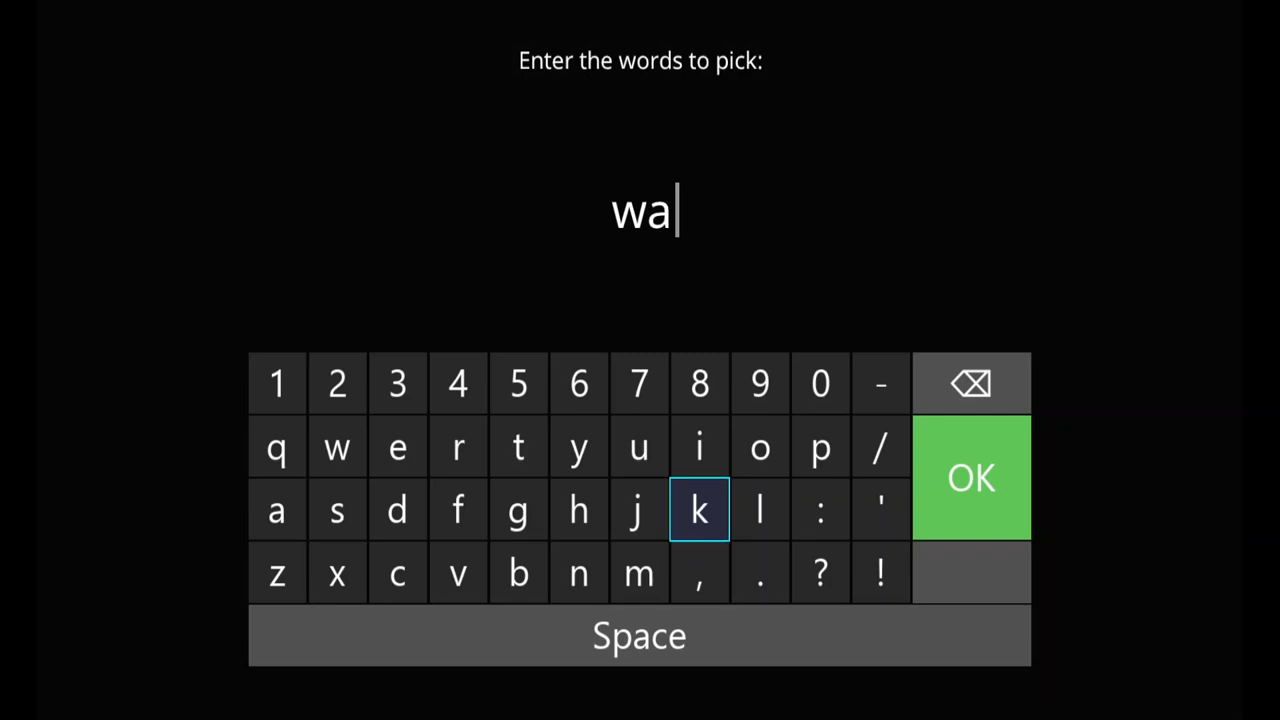 Enter the words to pick:
wa
1 2 3 4 5 6 7 8 9 0 - ⌫
q w e r t y u i o p /
OK
a s d f g h j k l : '
z x c v b n m , . ? !
Space